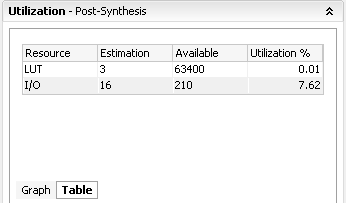 Utilization - Post-Synthesis
Resource Estimation Available Utilization %
LUT 3 63400 0.01
I/O 16 210 7.62
Graph Table